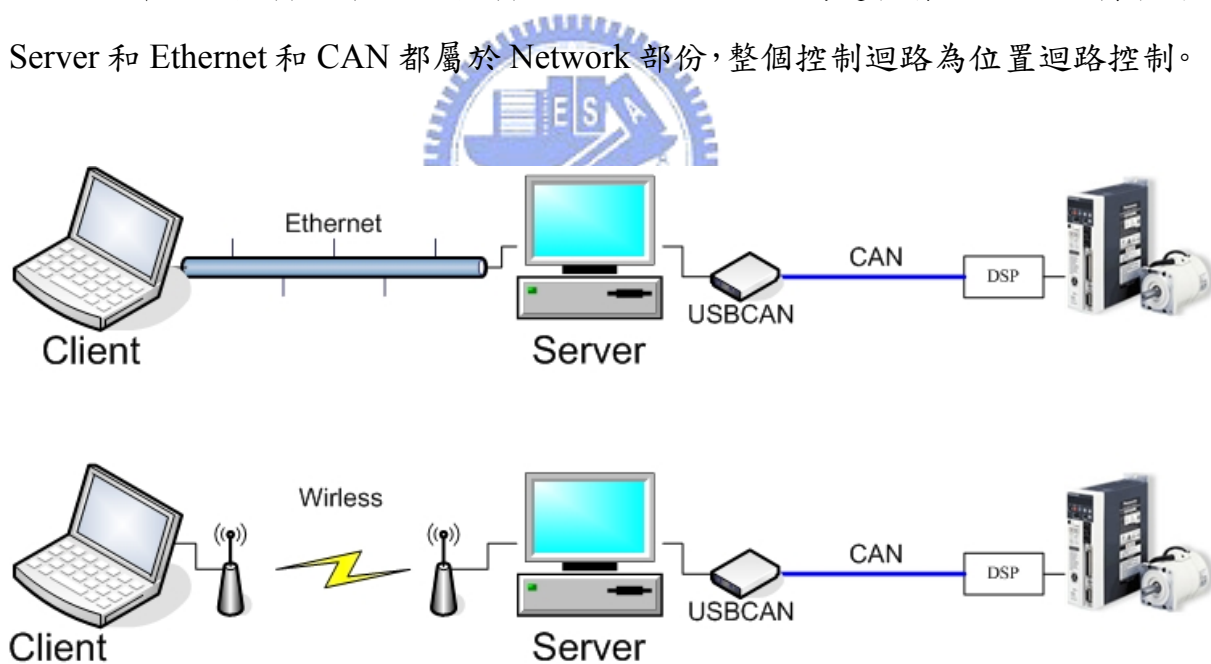 Server 和 Ethernet 和 CAN 都屬於 Network 部份，整個控制迴路為位置迴路控制。
E S A
Ethernet
CAN
DSP
USBCAN
Client
Server
Wirless
CAN
DSP
USBCAN
Client
Server